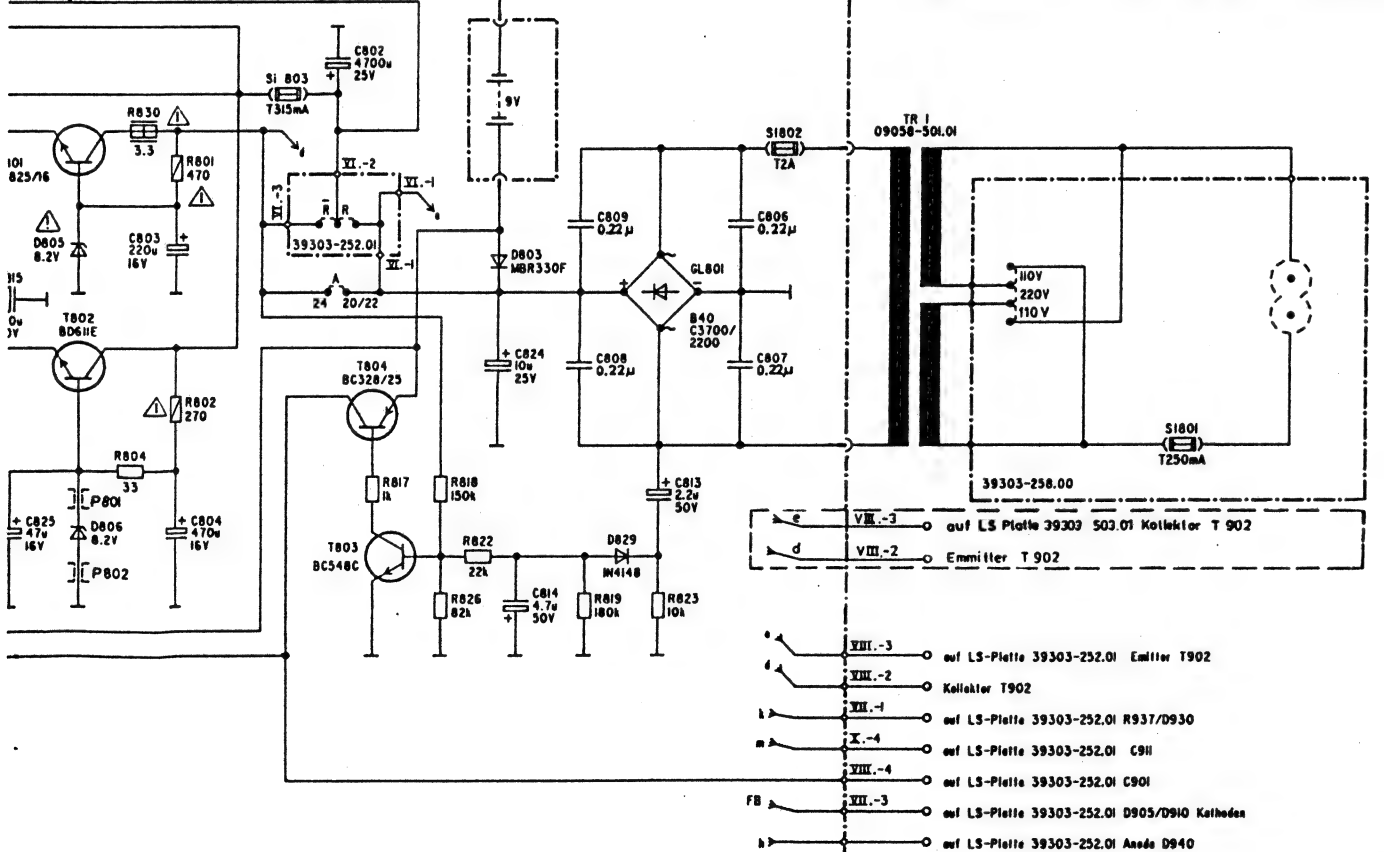 C802
4700u
25V
Si 803
T315mA
9V
R830
3.3
S1802
T2A
TR 1
09058-501.01
825/16
R801
470
VI.-2
VI.-3
VI.-1
R̄ R
39303-252.01
VI.-1
C809
0.22µ
C806
0.22µ
D805
8.2V
C803
220u
16V
D803
MBR330F
GL801
A
24 20/22
110V
220V
110V
T802
BD611E
B40
C3700/
2200
C824
10u
25V
C808
0.22µ
C807
0.22µ
T804
BC328/25
R802
270
S1801
T250mA
39303-258.00
R804
33
R817
1k
R818
150k
C813
2.2u
50V
P801
C825
47u
16V
D806
8.2V
C804
470u
16V
P802
T803
BC548C
R822
22k
D829
1N4148
R826
82k
C814
4.7u
50V
R819
180k
R823
10k
e VIII.-3 auf LS Platte 39303 503.01 Kollektor T 902
d VIII.-2 Emmitter T 902
VIII.-3 auf LS-Platte 39303-252.01 Emitter T902
d VIII.-2 Kollektor T902
VII.-1 auf LS-Platte 39303-252.01 R937/D930
m X.-4 auf LS-Platte 39303-252.01 C911
VIII.-4 auf LS-Platte 39303-252.01 C901
FB VII.-3 auf LS-Platte 39303-252.01 D905/D910 Kathoden
auf LS-Platte 39303-252.01 Anode D940